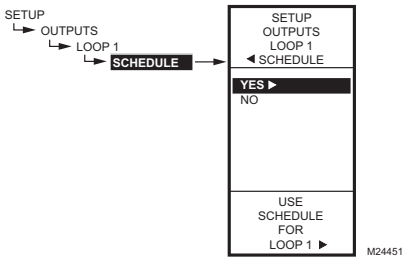 SETUP
OUTPUTS
LOOP 1
SCHEDULE
SETUP
OUTPUTS
LOOP 1
◄ SCHEDULE
YES ►
NO
USE
SCHEDULE
FOR
LOOP 1 ►
M24451